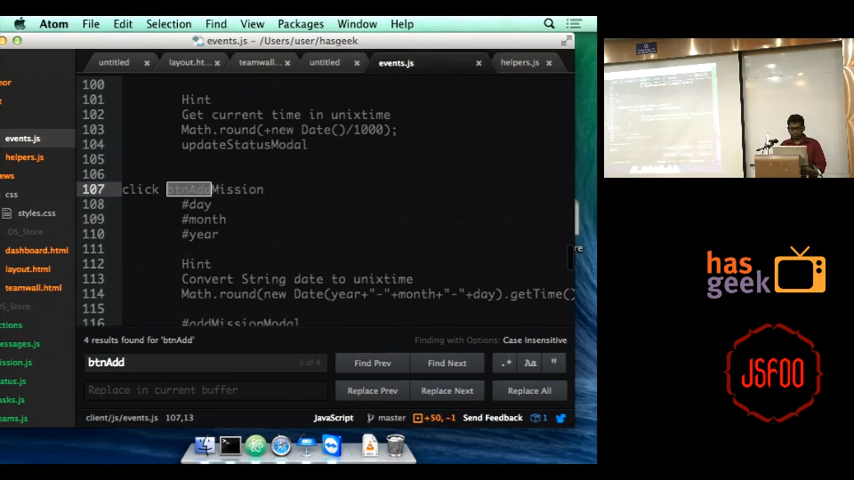 Atom File Edit Selection Find View Packages Window Help
events.js - /Users/user/hasgeek
untitled layout.ht... teamwall... untitled events.js helpers.js
100
101 Hint
102 Get current time in unixtime
103 Math.round(+new Date()/1000);
104 updateStatusModal
105
106
107 click btnAddMission
108 #day
109 #month
110 #year
111
112 Hint
113 Convert String date to unixtime
114 Math.round(new Date(year+"-"+month+"-"+day).getTime()
115
116 #addMissionModal
events.js
helpers.js
css
styles.css
.DS_Store
dashboard.html
layout.html
teamwall.html
4 results found for 'btnAdd'
Finding with Options: Case Insensitive
btnAdd 3 of 4 Find Prev Find Next .* Aa "
Replace in current buffer Replace Prev Replace Next Replace All
client/js/events.js 107,13 JavaScript master +50, -1 Send Feedback 1
has
geek
JSFOO